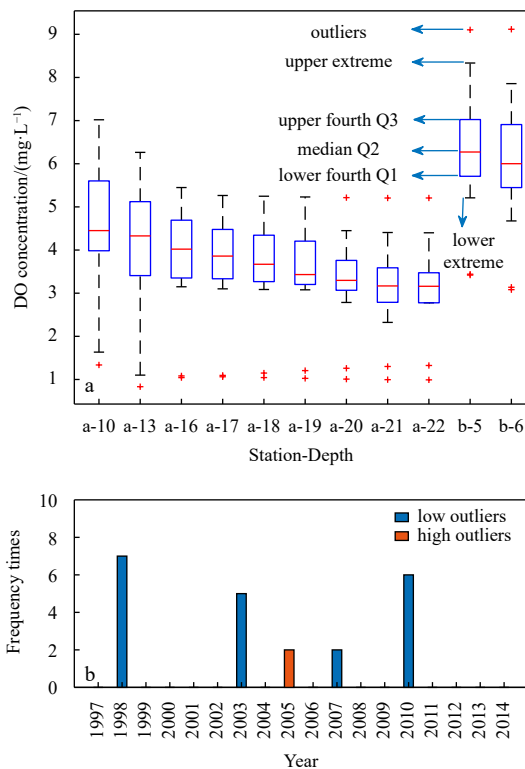 9
8
7
6
5
4
3
2
1
DO concentration/(mg·L⁻¹)
outliers
upper extreme
upper fourth Q3
median Q2
lower fourth Q1
lower
extreme
a
a-10 a-13 a-16 a-17 a-18 a-19 a-20 a-21 a-22 b-5 b-6
Station-Depth
10
8
6
4
2
0
Frequency times
low outliers
high outliers
b
1997 1998 1999 2000 2001 2002 2003 2004 2005 2006 2007 2008 2009 2010 2011 2012 2013 2014
Year